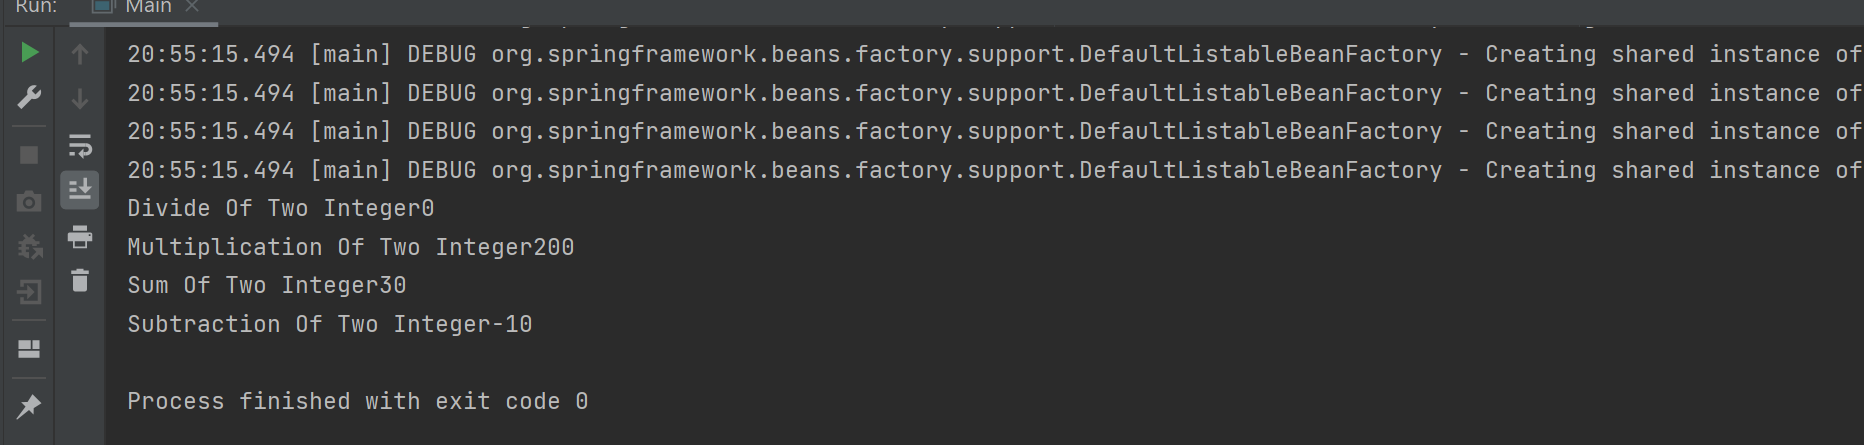 Run: Main
20:55:15.494 [main] DEBUG org.springframework.beans.factory.support.DefaultListableBeanFactory - Creating shared instance of
20:55:15.494 [main] DEBUG org.springframework.beans.factory.support.DefaultListableBeanFactory - Creating shared instance of
20:55:15.494 [main] DEBUG org.springframework.beans.factory.support.DefaultListableBeanFactory - Creating shared instance of
20:55:15.494 [main] DEBUG org.springframework.beans.factory.support.DefaultListableBeanFactory - Creating shared instance of
Divide Of Two Integer0
Multiplication Of Two Integer200
Sum Of Two Integer30
Subtraction Of Two Integer-10
Process finished with exit code 0